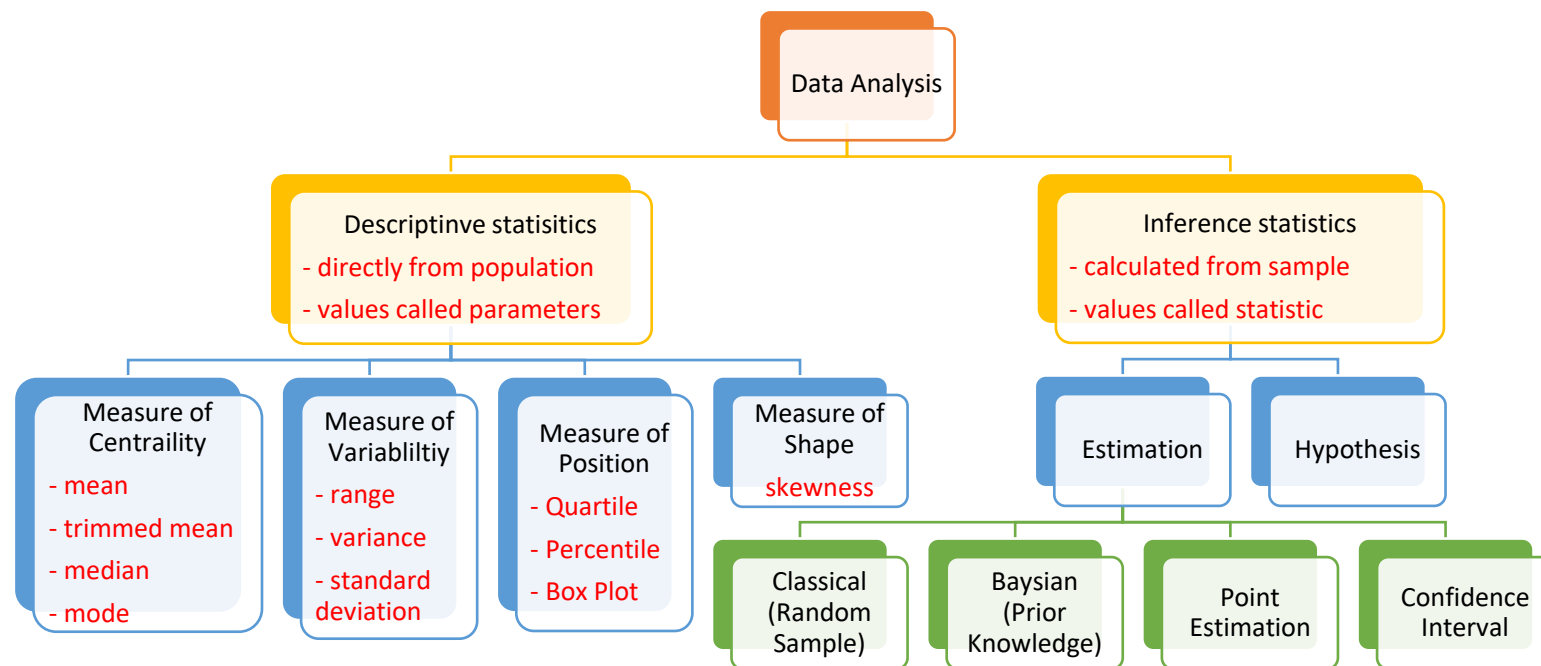 Data Analysis
Descriptinve statisitics
- directly from population
- values called parameters
Inference statistics
- calculated from sample
- values called statistic
Measure of
Centraility
- mean
- trimmed mean
- median
- mode
Measure of
Variabliltiy
- range
- variance
- standard
deviation
Measure of
Position
- Quartile
- Percentile
- Box Plot
Measure of
Shape
skewness
Estimation
Hypothesis
Classical
(Random
Sample)
Baysian
(Prior
Knowledge)
Point
Estimation
Confidence
Interval